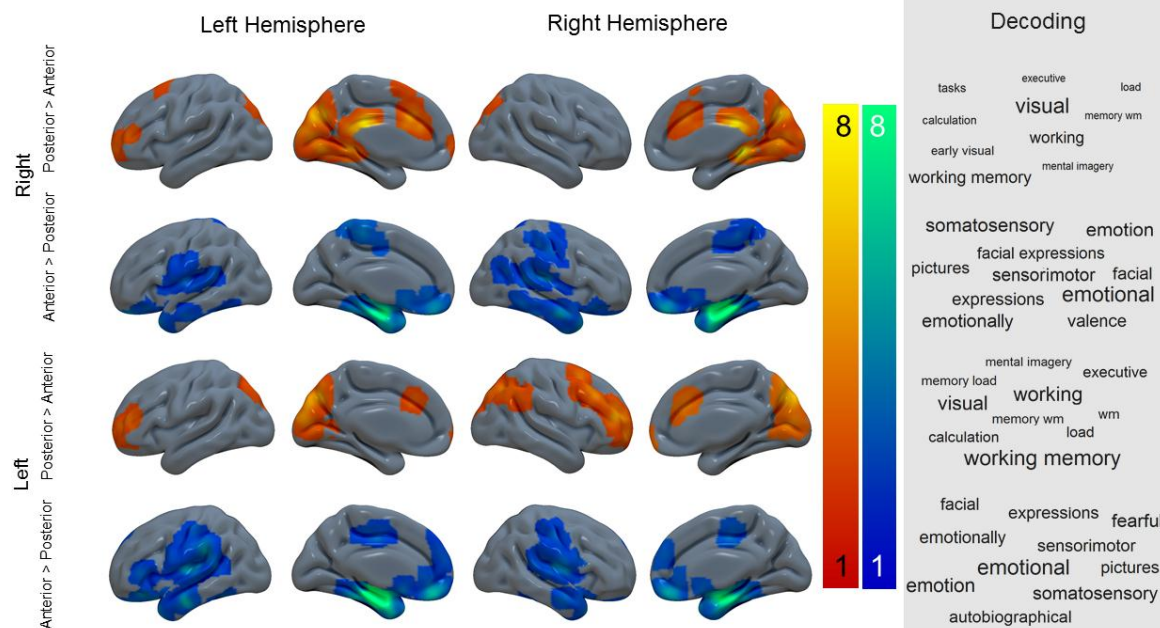 Left Hemisphere
Right Hemisphere
Decoding
Right
Posterior > Anterior
tasks
executive
load
visual
calculation
memory wm
working
early visual
mental imagery
working memory
Anterior > Posterior
somatosensory
emotion
facial expressions
pictures
sensorimotor
facial
expressions
emotional
emotionally
valence
Left
Posterior > Anterior
mental imagery
executive
memory load
working
visual
memory wm
wm
calculation
load
working memory
Anterior > Posterior
facial
expressions
fearful
emotionally
sensorimotor
emotional
pictures
emotion
somatosensory
autobiographical
8
8
1
1